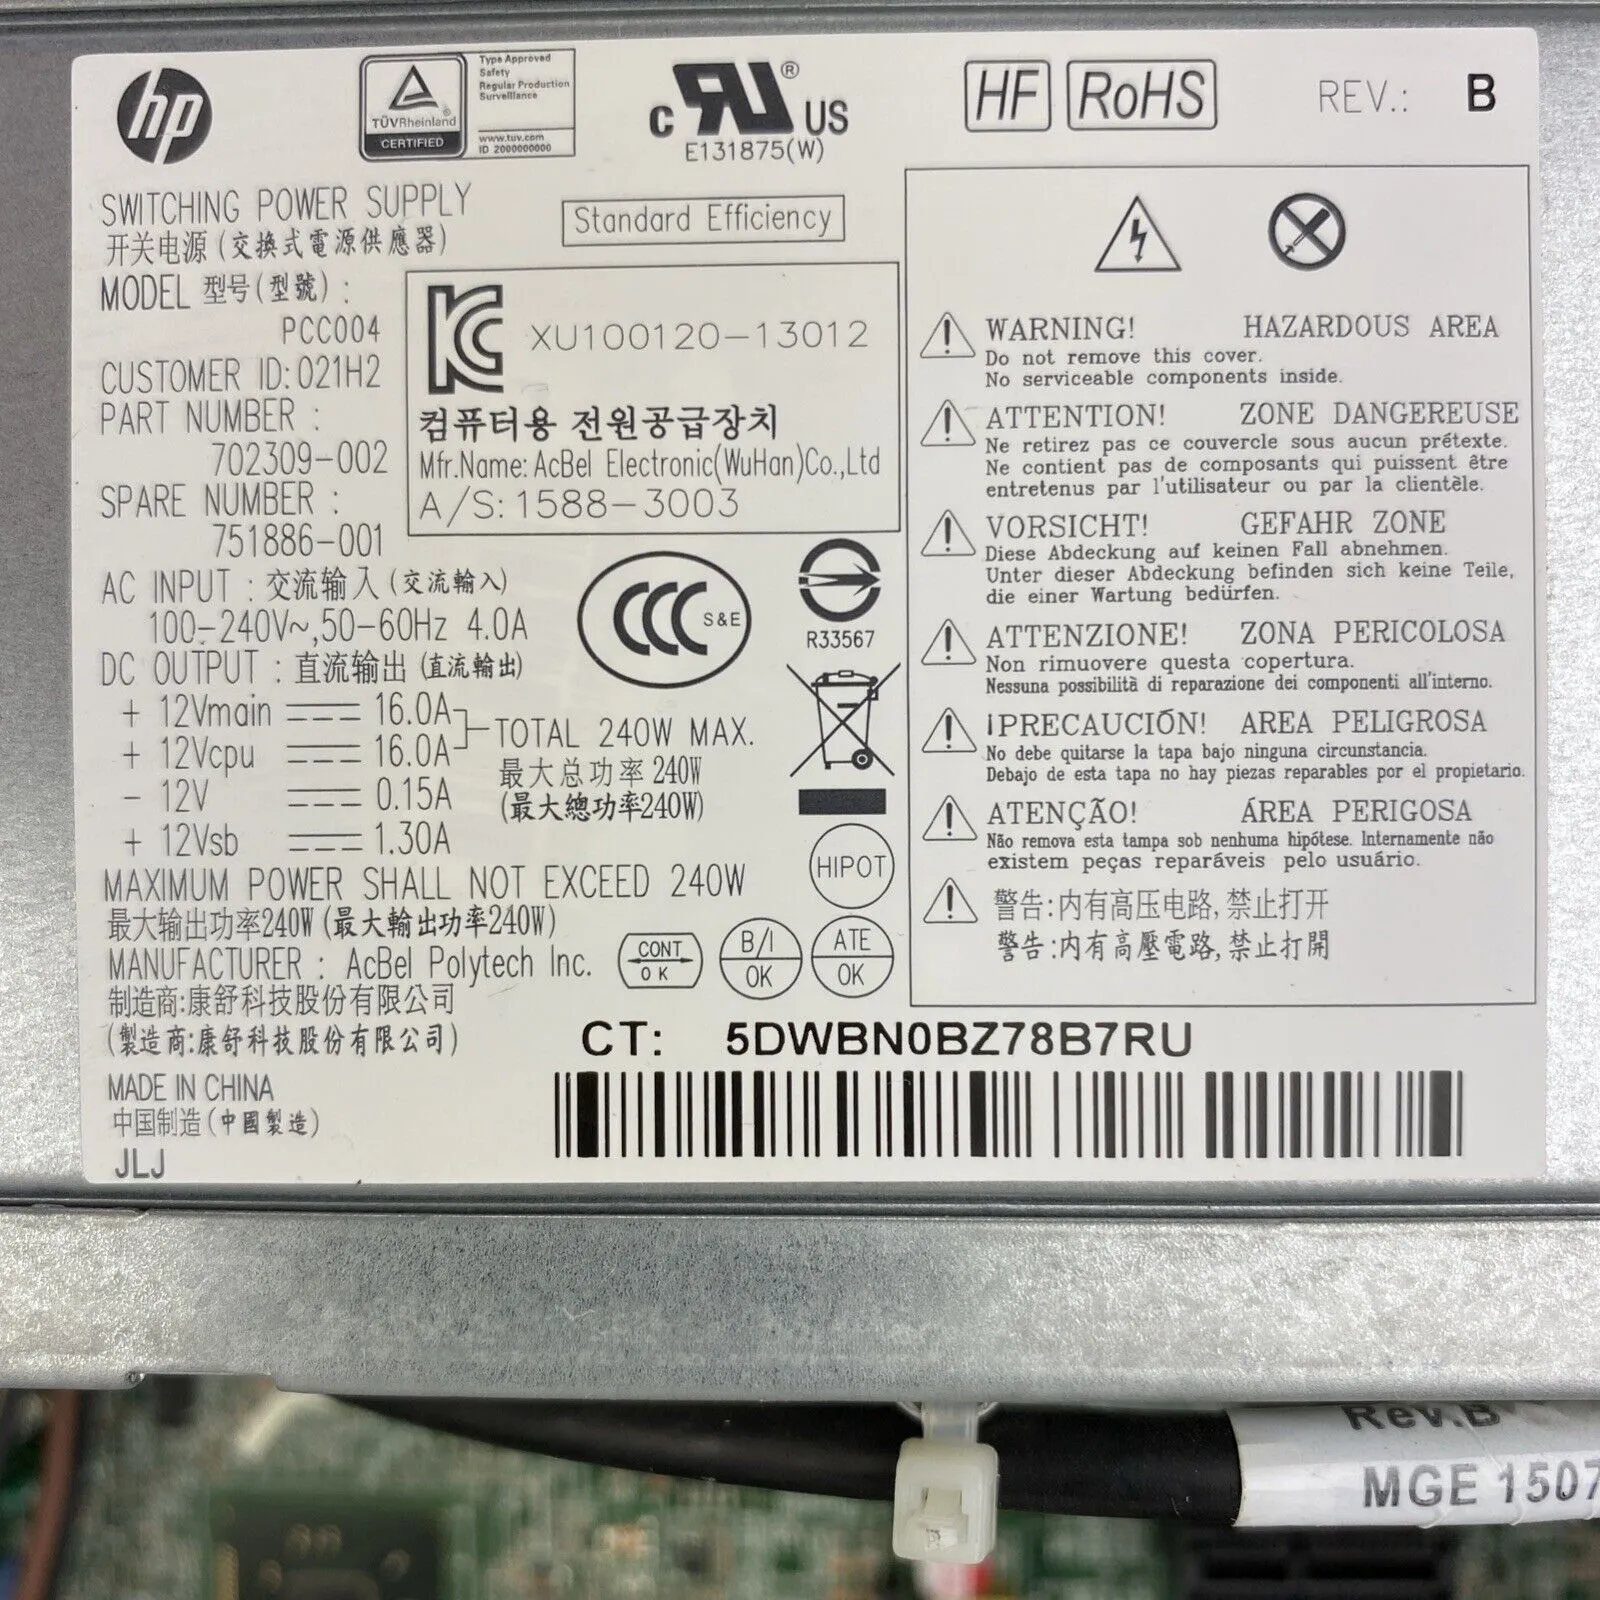 hp
TÜVRheinland
CERTIFIED
Type Approved
Safety
Regular Production
Surveillance
www.tuv.com
ID 2000000000
c RU ® US
E131875(W)
HF RoHS REV.: B
SWITCHING POWER SUPPLY
开关电源(交換式電源供應器)
Standard Efficiency
MODEL 型号(型號):
PCC004
CUSTOMER ID: 021H2
PART NUMBER :
702309-002
SPARE NUMBER :
751886-001
XU100120-13012
컴퓨터용 전원공급장치
Mfr.Name: AcBel Electronic(WuHan)Co.,Ltd
A/S: 1588-3003
AC INPUT : 交流输入(交流輸入)
100-240V~,50-60Hz 4.0A
DC OUTPUT : 直流输出(直流輸出)
+ 12Vmain 16.0A
+ 12Vcpu 16.0A
- 12V 0.15A
+ 12Vsb 1.30A
TOTAL 240W MAX.
最大总功率240W
(最大總功率240W)
MAXIMUM POWER SHALL NOT EXCEED 240W
最大输出功率240W(最大輸出功率240W)
MANUFACTURER : AcBel Polytech Inc.
制造商:康舒科技股份有限公司
(製造商:康舒科技股份有限公司)
MADE IN CHINA
中国制造(中國製造)
JLJ
CCC S&E
R33567
HIPOT
CONT
OK
B/I
OK
ATE
OK
WARNING! HAZARDOUS AREA
Do not remove this cover.
No serviceable components inside.
ATTENTION! ZONE DANGEREUSE
Ne retirez pas ce couvercle sous aucun prétexte.
Ne contient pas de composants qui puissent être
entretenus par l'utilisateur ou par la clientèle.
VORSICHT! GEFAHR ZONE
Diese Abdeckung auf keinen Fall abnehmen.
Unter dieser Abdeckung befinden sich keine Teile,
die einer Wartung bedürfen.
ATTENZIONE! ZONA PERICOLOSA
Non rimuovere questa copertura.
Nessuna possibilità di reparazione dei componenti all'interno.
¡PRECAUCIÓN! AREA PELIGROSA
No debe quitarse la tapa bajo ninguna circunstancia.
Debajo de esta tapa no hay piezas reparables por el propietario.
ATENÇÃO! ÁREA PERIGOSA
Não remova esta tampa sob nenhuma hipótese. Internamente não
existem peças reparáveis pelo usuário.
警告:内有高压电路,禁止打开
警告:內有高壓電路,禁止打開
CT: 5DWBN0BZ78B7RU
Rev.B
MGE 1507